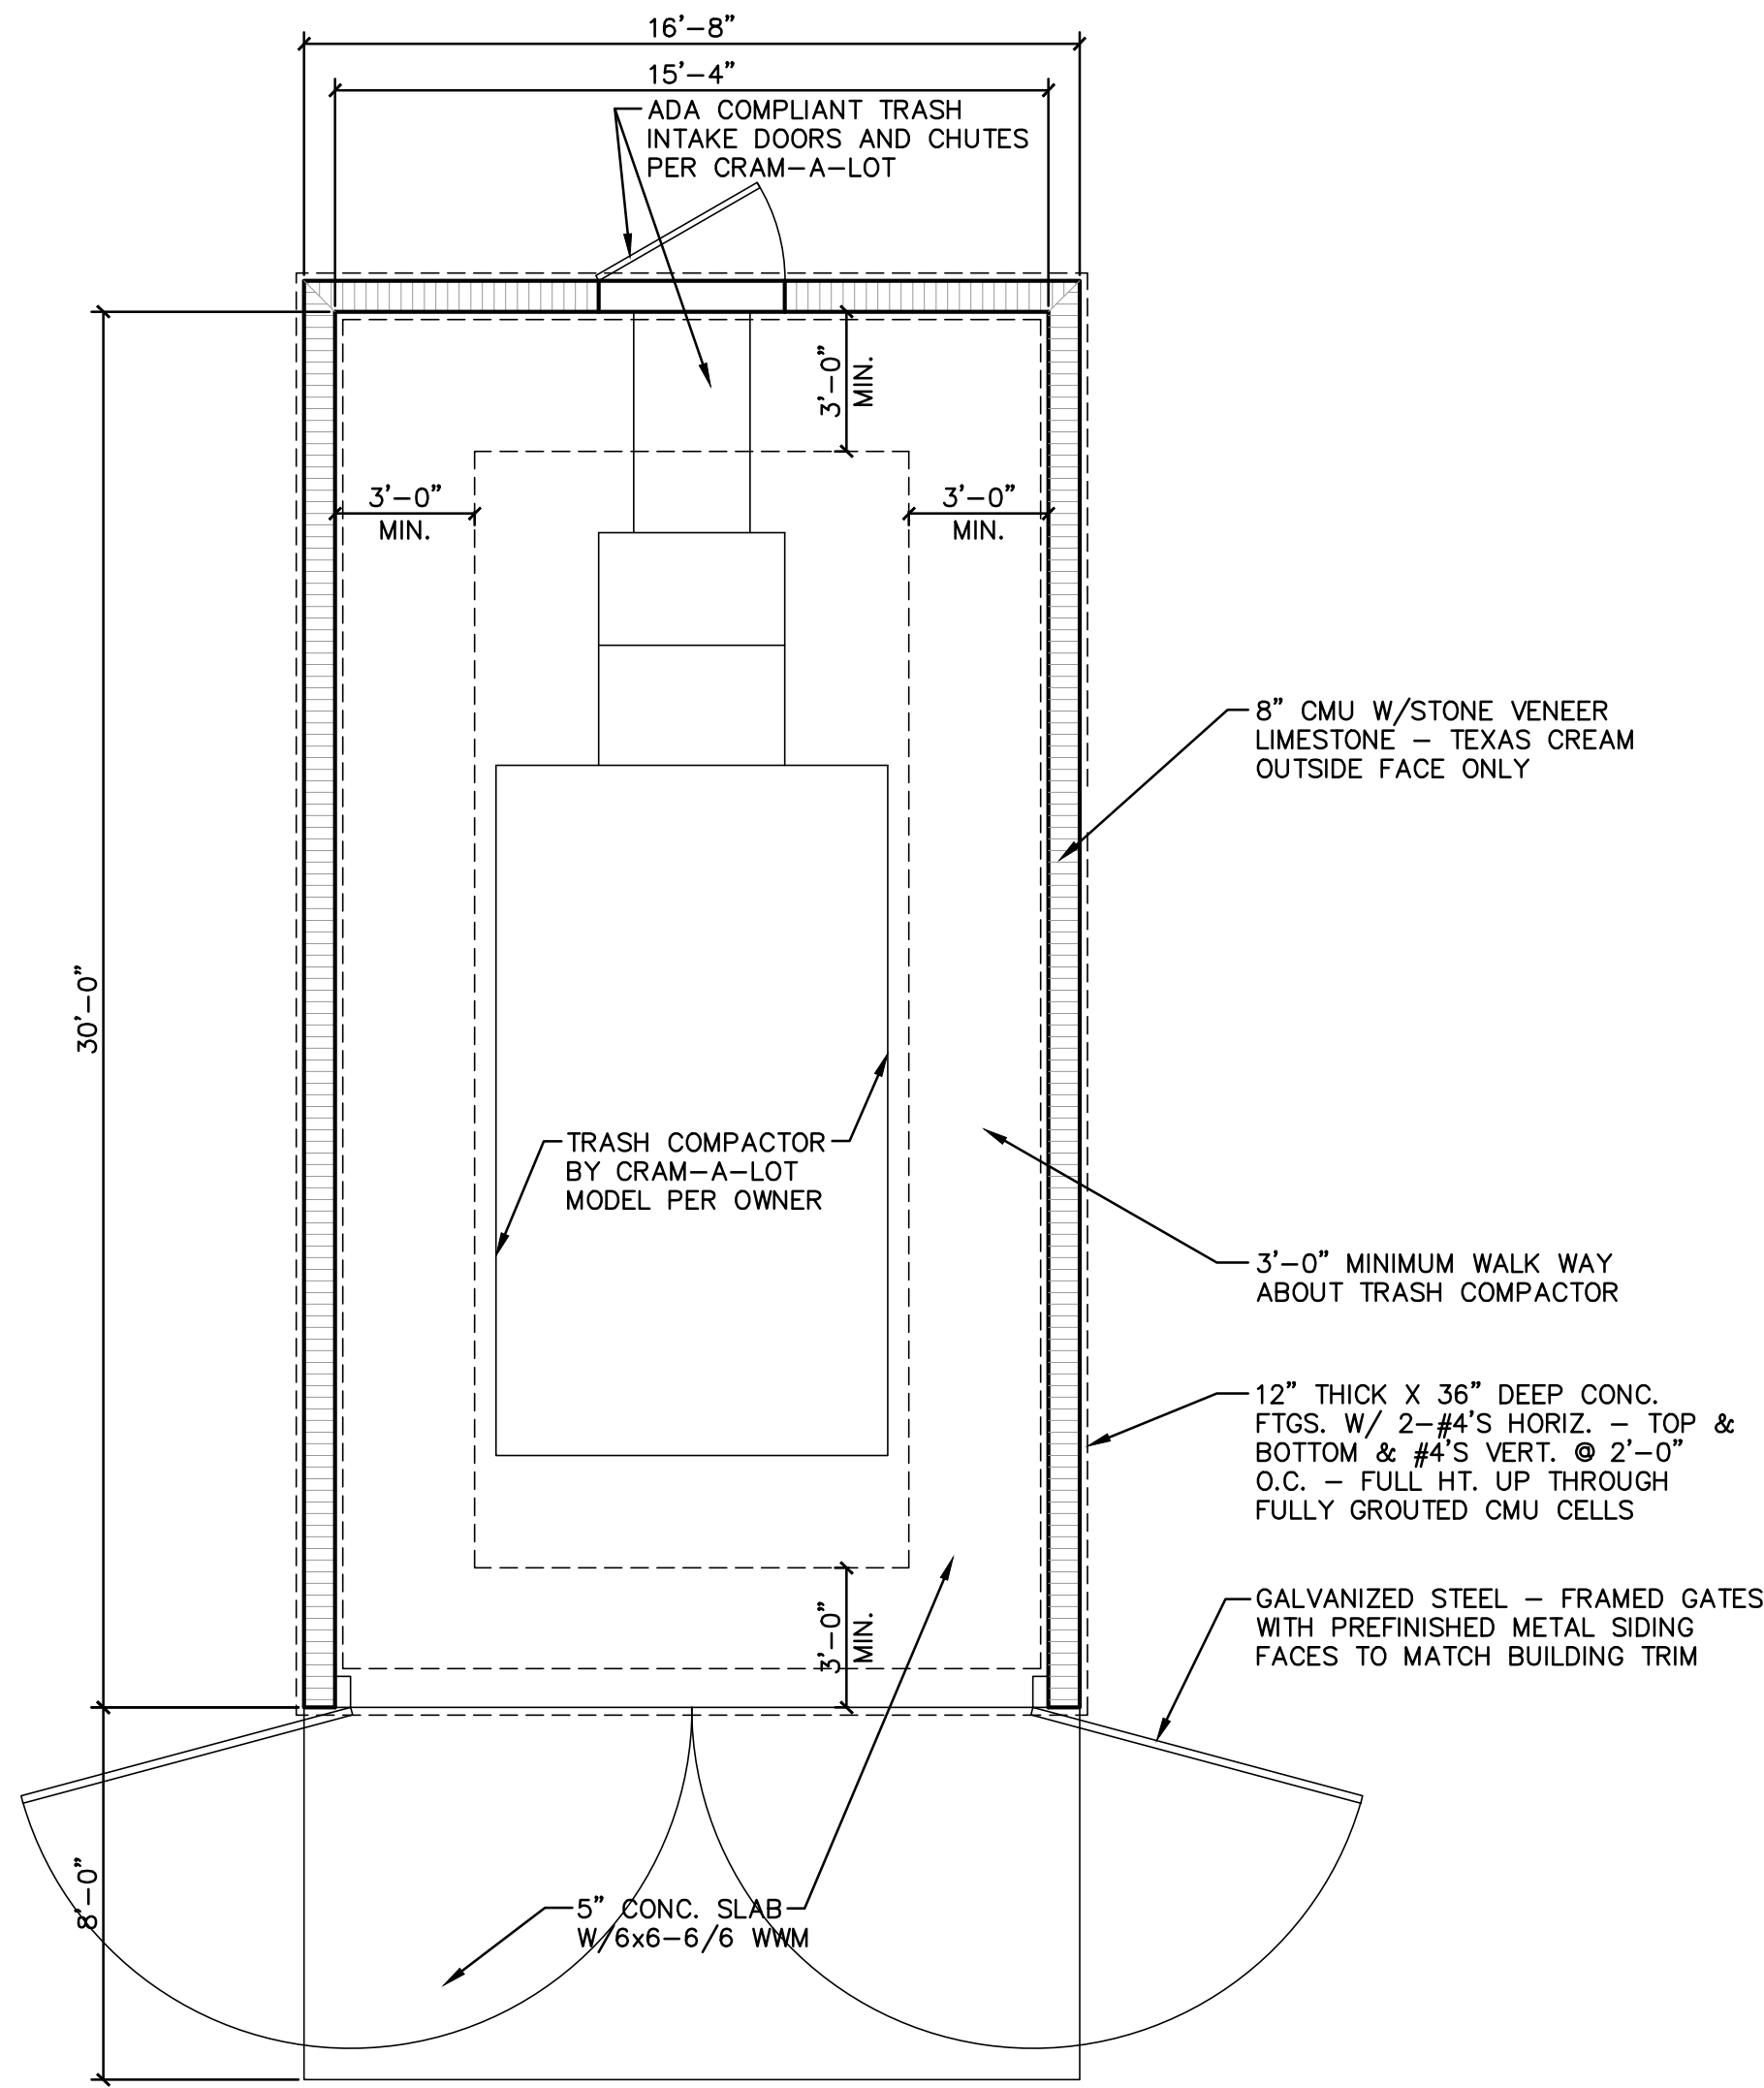 16'-8"
15'-4"
ADA COMPLIANT TRASH
INTAKE DOORS AND CHUTES
PER CRAM-A-LOT
3'-0"
MIN.
3'-0"
MIN.
3'-0"
MIN.
8" CMU W/STONE VENEER
LIMESTONE - TEXAS CREAM
OUTSIDE FACE ONLY
30'-0"
TRASH COMPACTOR
BY CRAM-A-LOT
MODEL PER OWNER
3'-0" MINIMUM WALK WAY
ABOUT TRASH COMPACTOR
12" THICK X 36" DEEP CONC.
FTGS. W/ 2-#4'S HORIZ. - TOP &
BOTTOM & #4'S VERT. @ 2'-0"
O.C. - FULL HT. UP THROUGH
FULLY GROUTED CMU CELLS
3'-0"
MIN.
GALVANIZED STEEL - FRAMED GATES
WITH PREFINISHED METAL SIDING
FACES TO MATCH BUILDING TRIM
8'-0"
5" CONC. SLAB
W/6x6-6/6 WWM